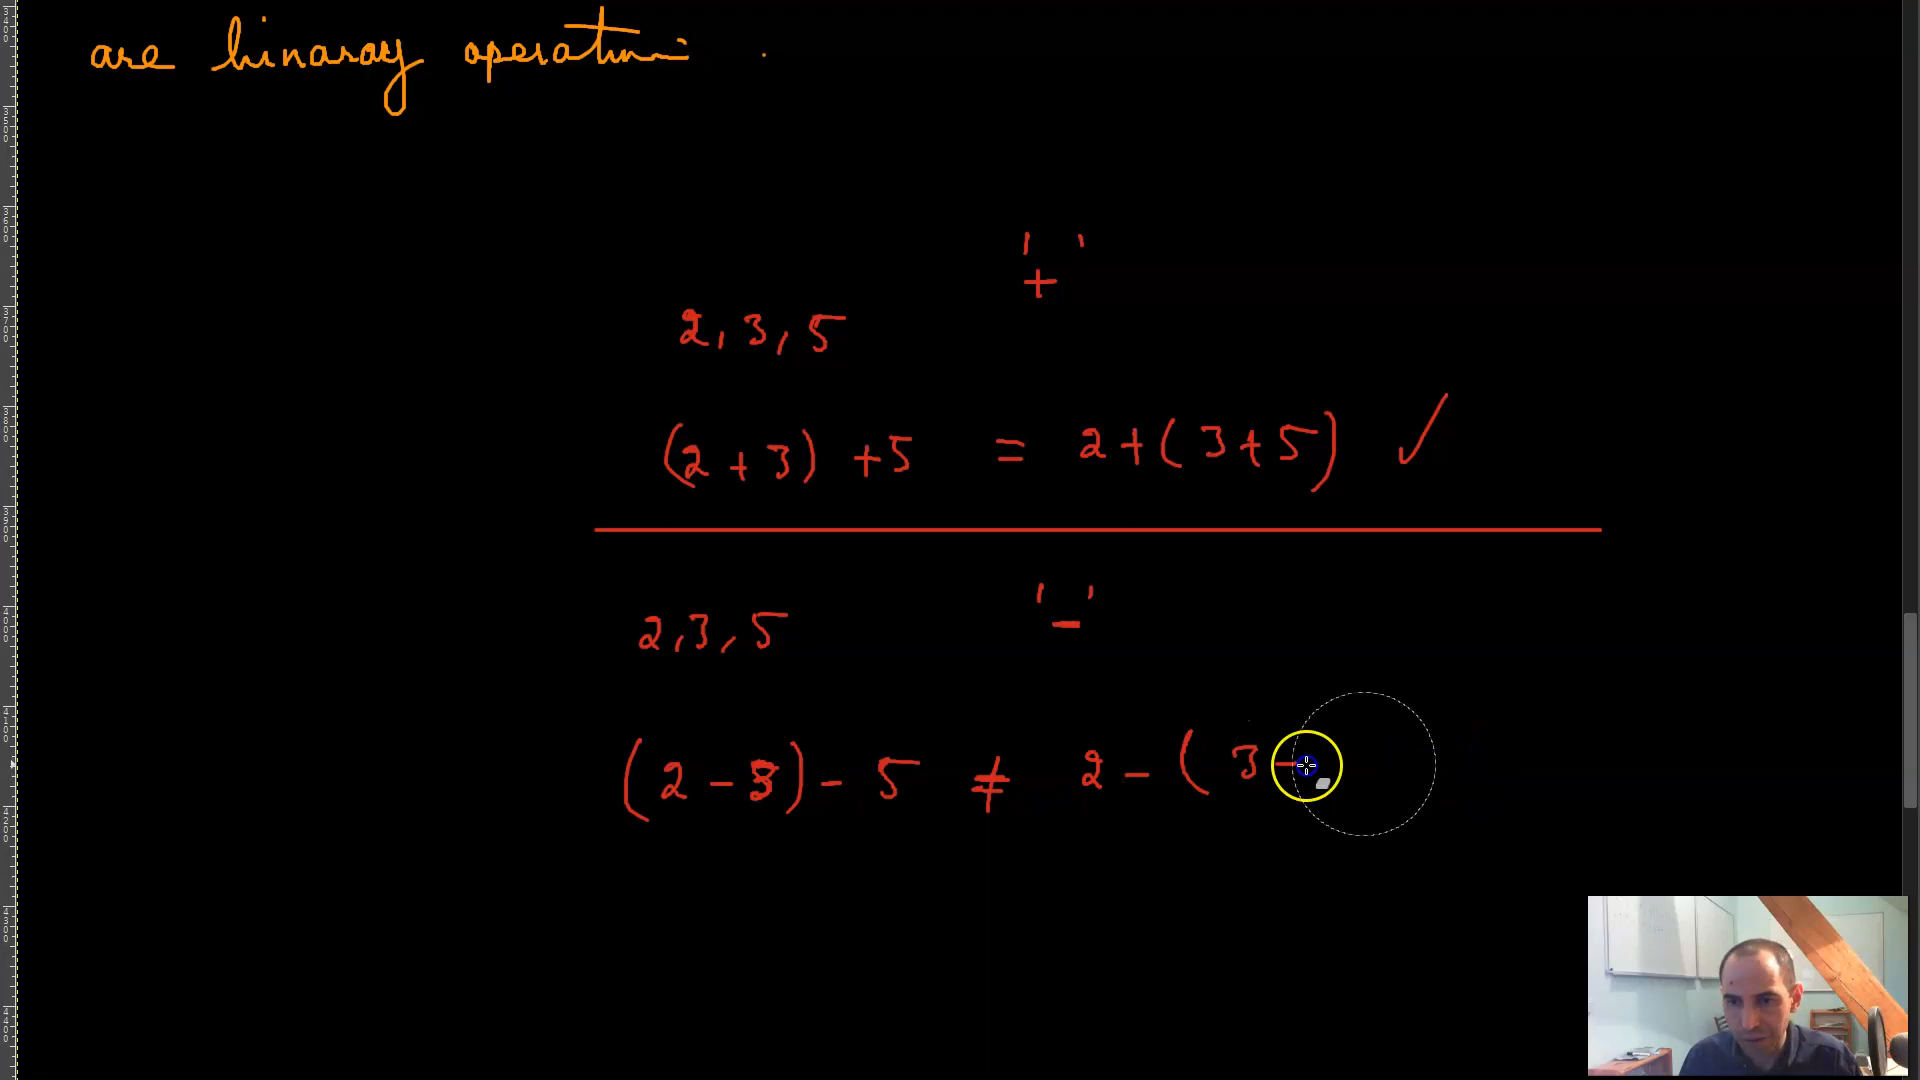 are binaray operation .
' + '
2, 3, 5
(2 + 3) + 5 = 2 + (3 + 5) ✓
' - '
2, 3, 5
(2 - 3) - 5 ≠ 2 - (3 -